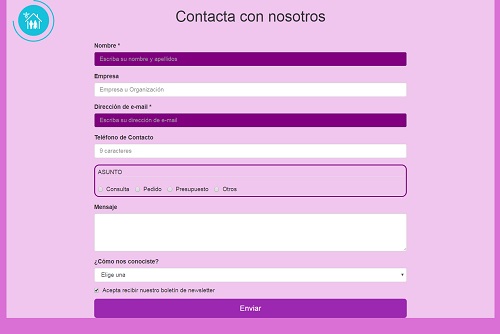 Contacta con nosotros
Nombre *
Escriba su nombre y apellidos
Empresa
Empresa u Organización
Dirección de e-mail *
Escriba su dirección de e-mail
Teléfono de Contacto
9 caracteres
ASUNTO
Consulta Pedido Presupuesto Otros
Mensaje
¿Cómo nos conociste?
Elige una
Acepta recibir nuestro boletín de newsletter
Enviar